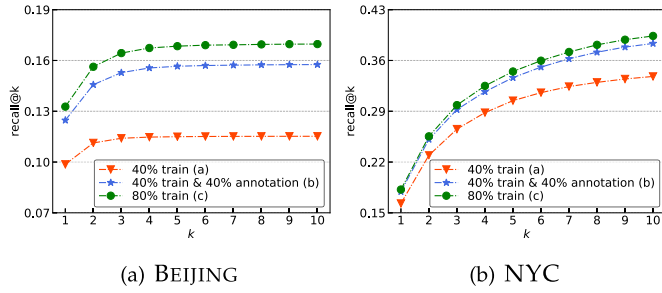 0.19
0.16
0.13
0.10
0.07
recall@k
40% train (a)
40% train & 40% annotation (b)
80% train (c)
1 2 3 4 5 6 7 8 9 10
k
(a) BEIJING
0.43
0.36
0.29
0.22
0.15
recall@k
40% train (a)
40% train & 40% annotation (b)
80% train (c)
1 2 3 4 5 6 7 8 9 10
k
(b) NYC